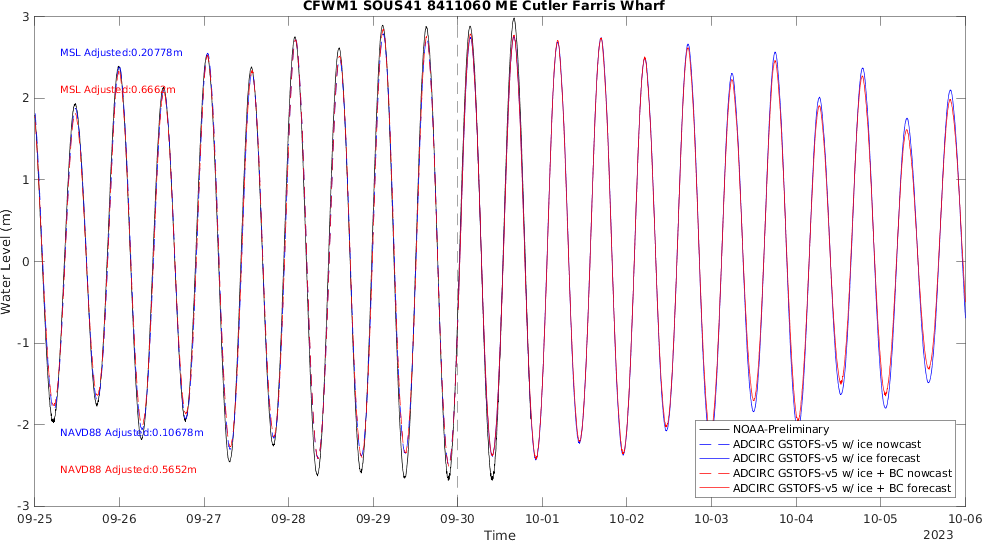 CFWM1 SOUS41 8411060 ME Cutler Farris Wharf
3
2
1
0
-1
-2
-3
Water Level (m)
MSL Adjusted:0.20778m
MSL Adjusted:0.6662m
NAVD88 Adjusted:0.10678m
NAVD88 Adjusted:0.5652m
NOAA-Preliminary
ADCIRC GSTOFS-v5 w/ ice nowcast
ADCIRC GSTOFS-v5 w/ ice forecast
ADCIRC GSTOFS-v5 w/ ice + BC nowcast
ADCIRC GSTOFS-v5 w/ ice + BC forecast
09-25 09-26 09-27 09-28 09-29 09-30 10-01 10-02 10-03 10-04 10-05 10-06
Time
2023